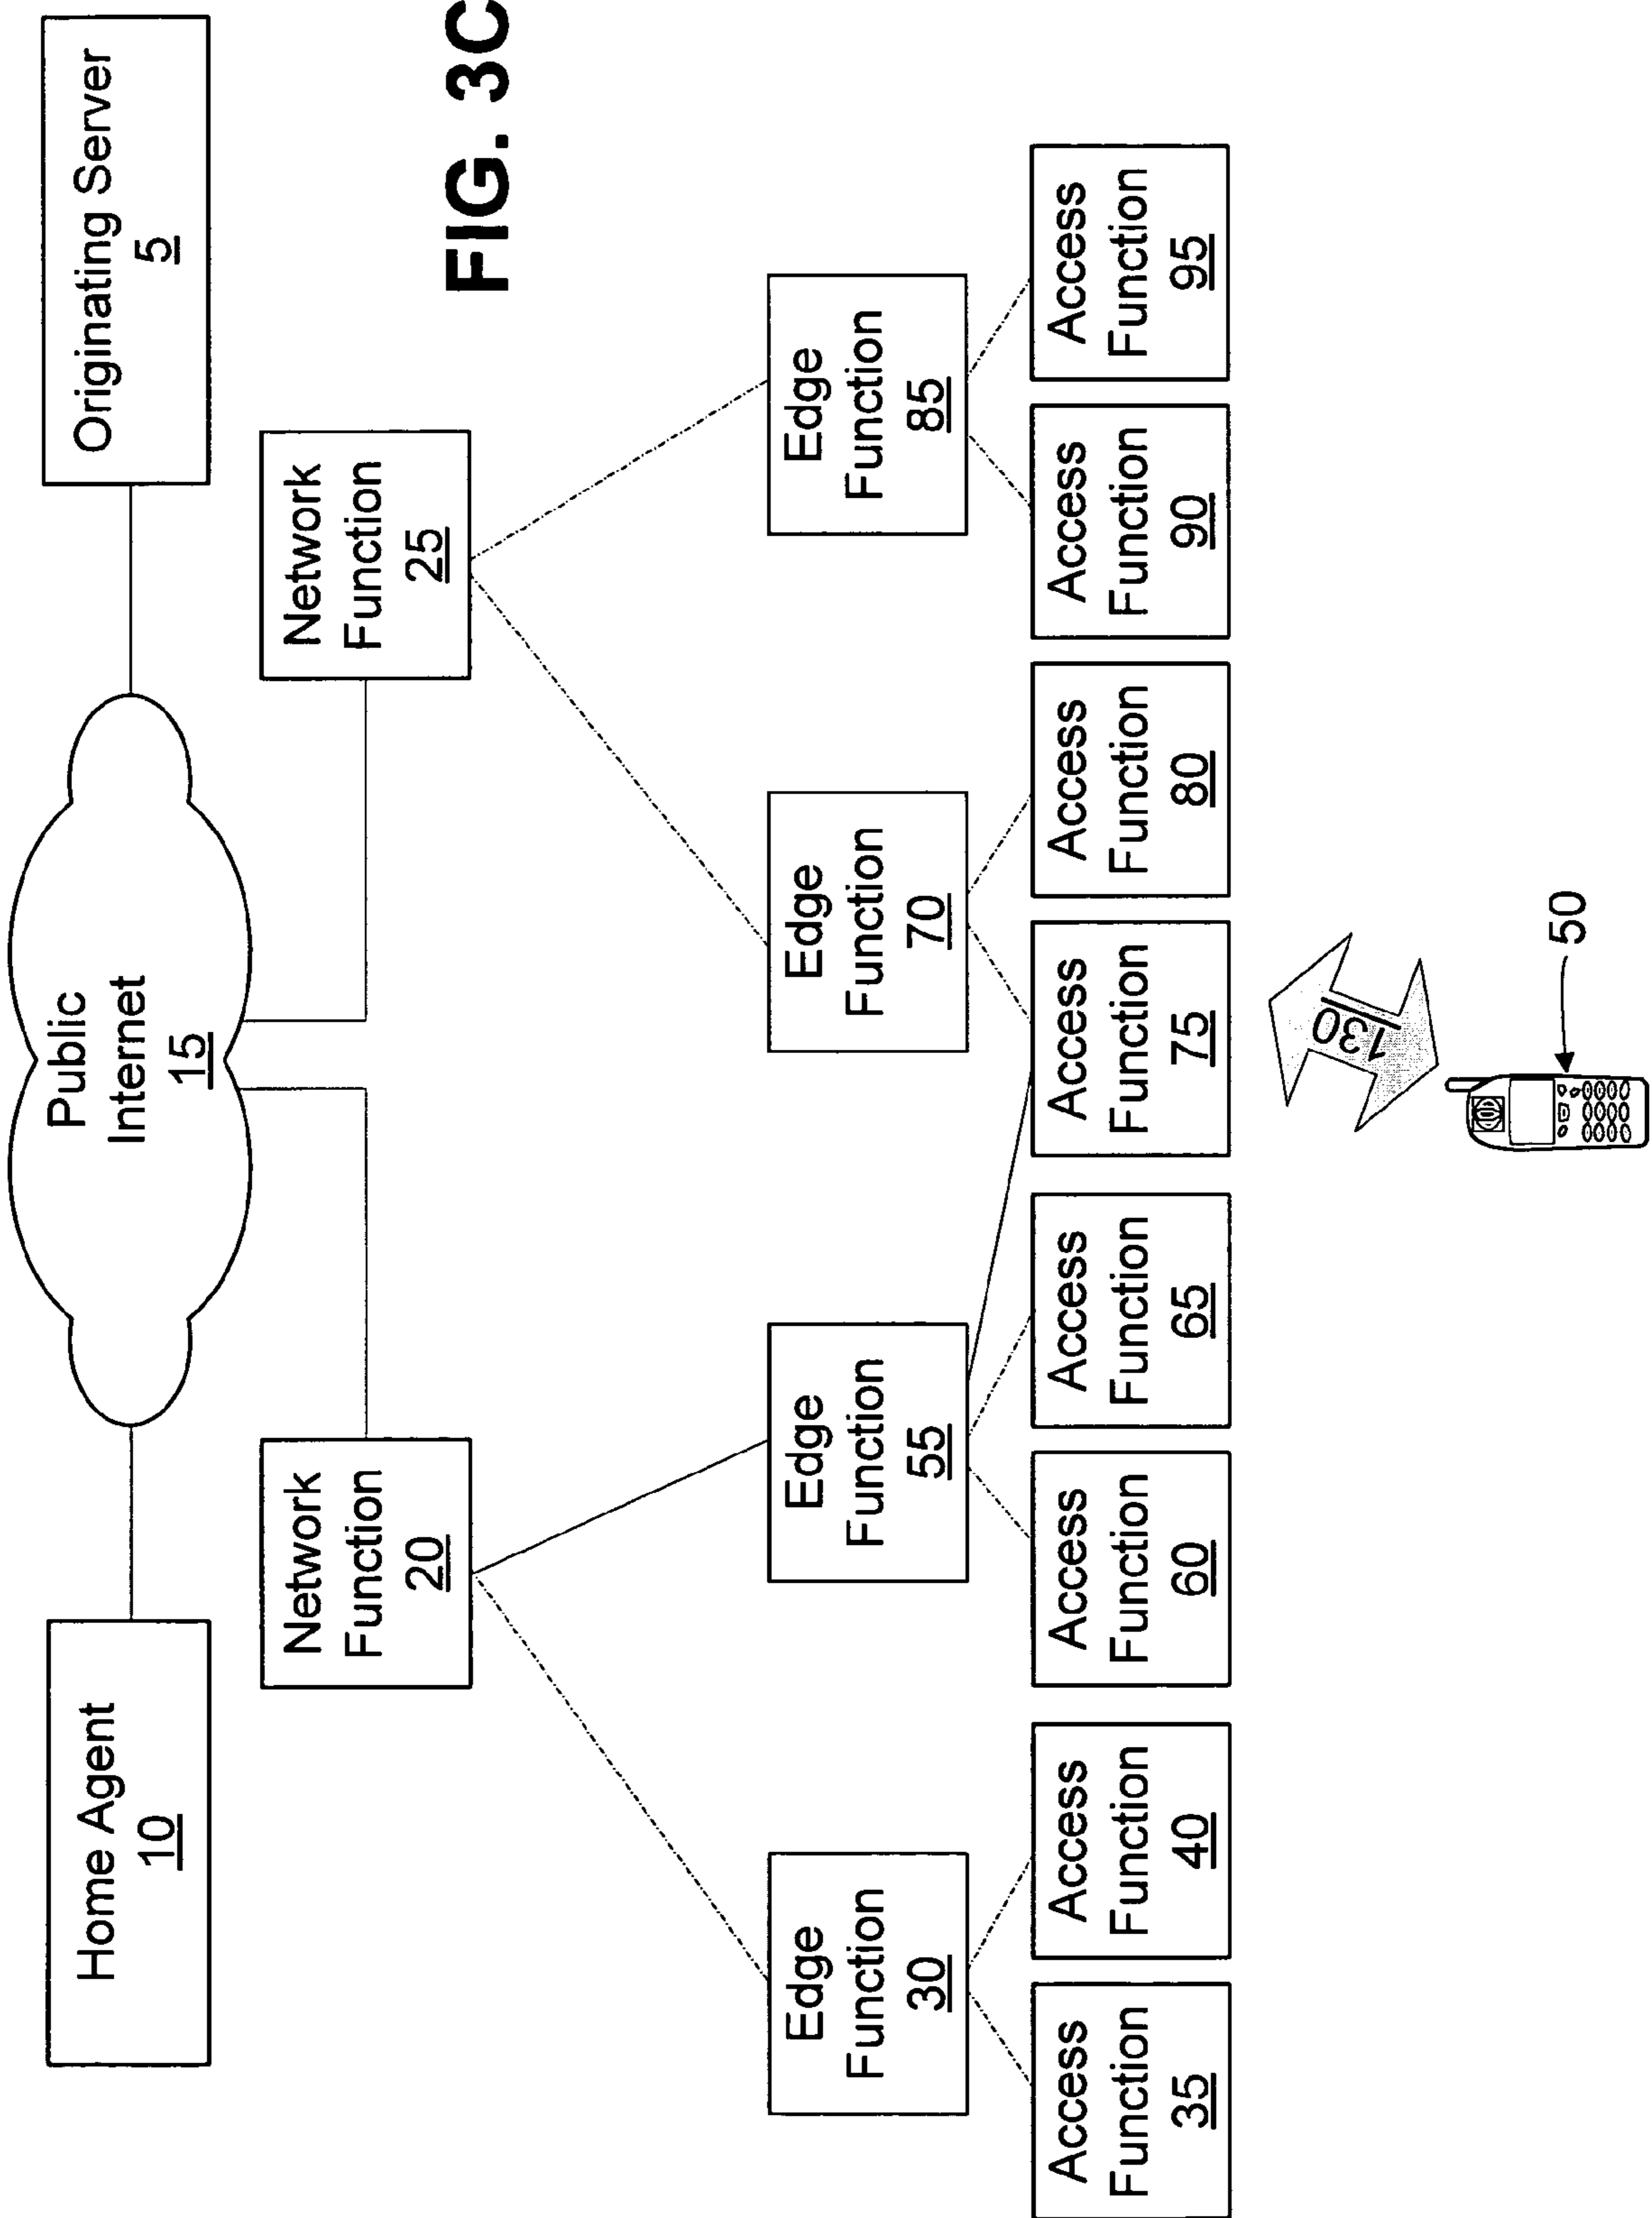 Home Agent
10
Public
Internet
15
Originating Server
5
Network
Function
20
Network
Function
25
FIG. 3C
Edge
Function
30
Edge
Function
55
Edge
Function
70
Edge
Function
85
Access
Function
35
Access
Function
40
Access
Function
60
Access
Function
65
Access
Function
75
Access
Function
80
Access
Function
90
Access
Function
95
130
50